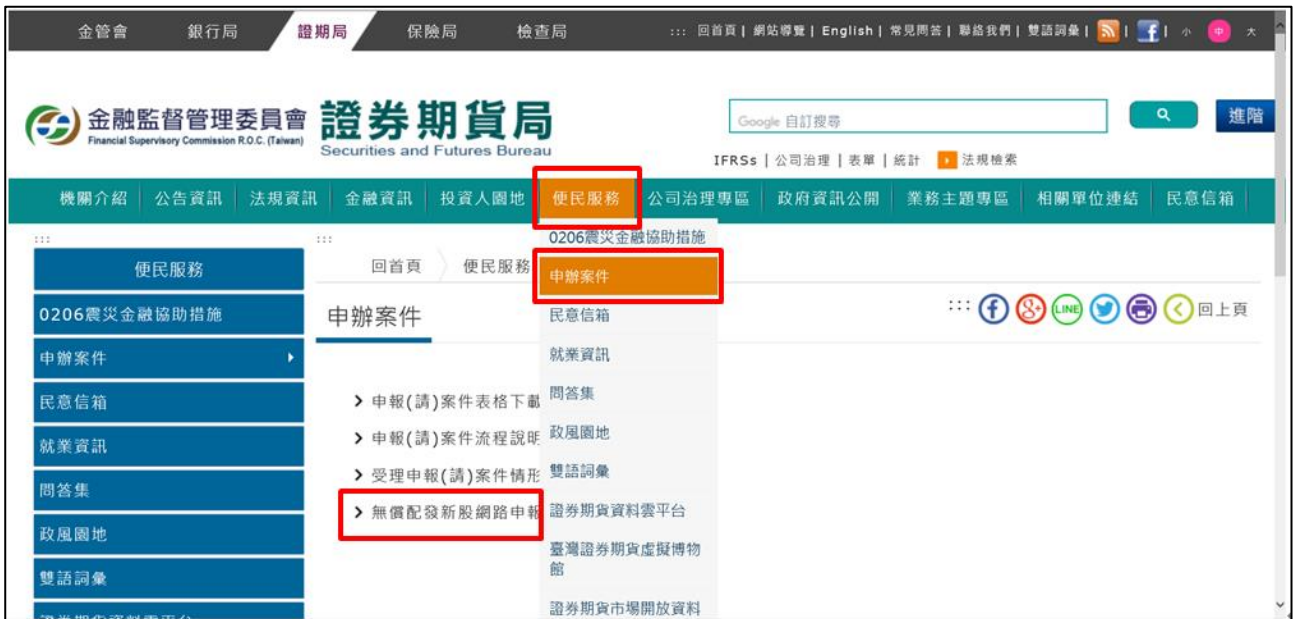 金管會 銀行局 證期局 保險局 檢查局 ::: 回首頁 | 網站導覽 | English | 常見問答 | 聯絡我們 | 雙語詞彙 | | f | 小 中 大
金融監督管理委員會
Financial Supervisory Commission R.O.C. (Taiwan)
證券期貨局
Securities and Futures Bureau
Google 自訂搜尋
進階
IFRSs | 公司治理 | 表單 | 統計 法規檢索
機關介紹 公告資訊 法規資訊 金融資訊 投資人園地 便民服務 公司治理專區 政府資訊公開 業務主題專區 相關單位連結 民意信箱
:::
便民服務
0206震災金融協助措施
申辦案件
民意信箱
就業資訊
問答集
政風園地
雙語詞彙
:::
回首頁 便民服務
申辦案件
::: f g+ LINE 回上頁
申報(請)案件表格下載
申報(請)案件流程說明
受理申報(請)案件情形
無償配發新股網路申報
0206震災金融協助措施
申辦案件
民意信箱
就業資訊
問答集
政風園地
雙語詞彙
證券期貨資料雲平台
臺灣證券期貨虛擬博物
館
證券期貨市場開放資料